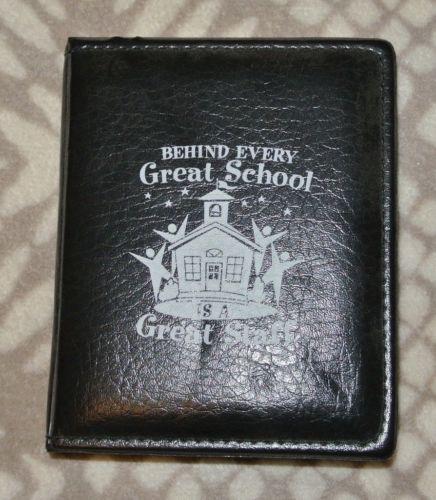 BEHIND EVERY
Great School
IS A
Great Staff